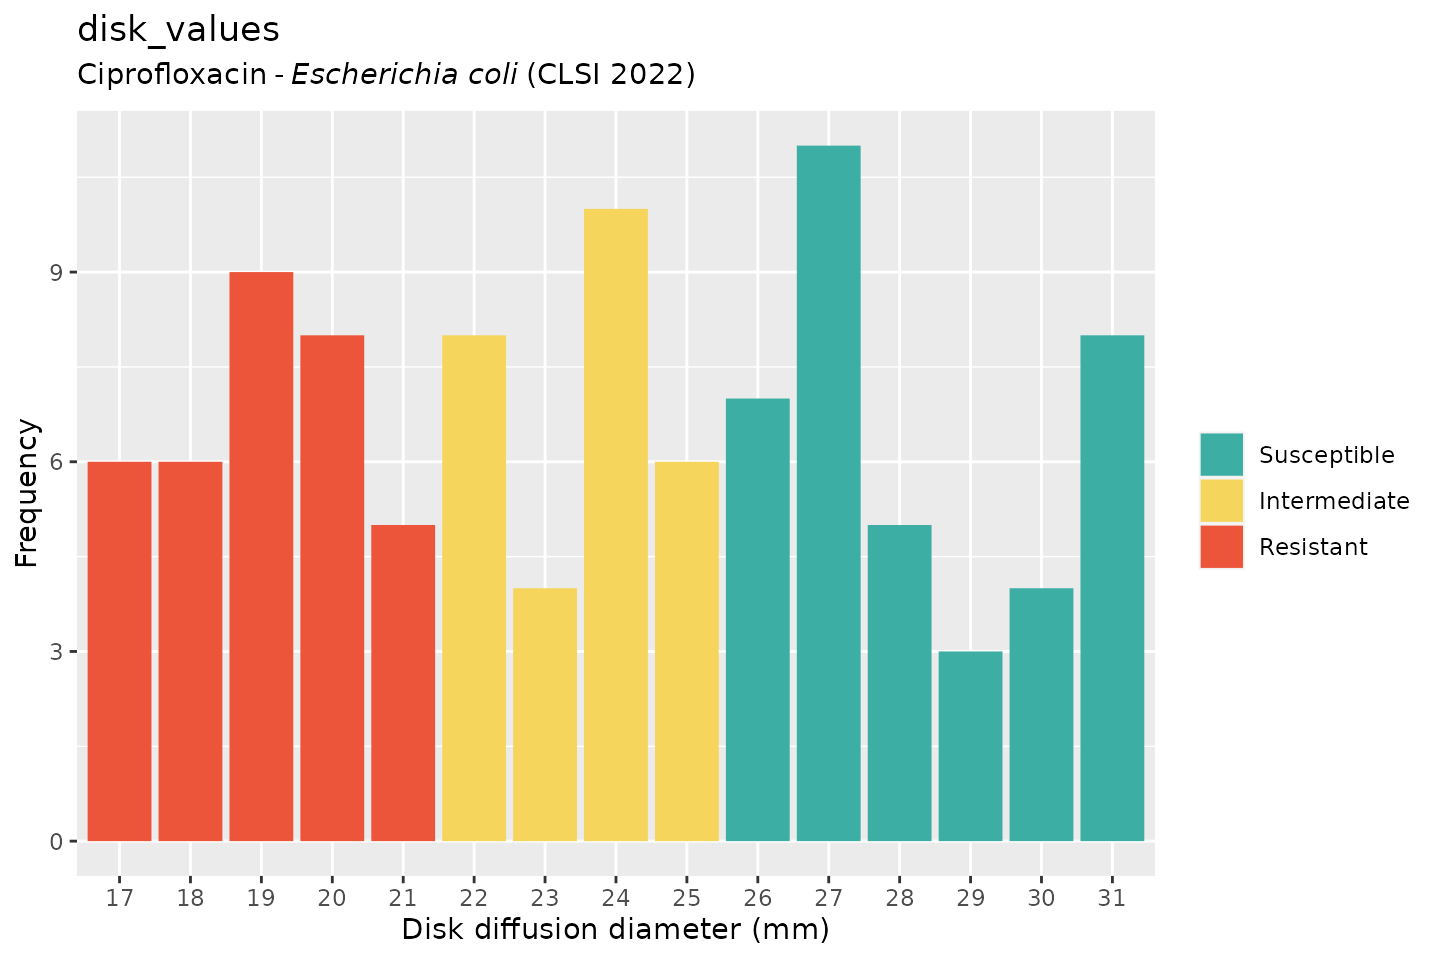 disk_values
Ciprofloxacin - Escherichia coli (CLSI 2022)
Frequency
9
6
3
0
17 18 19 20 21 22 23 24 25 26 27 28 29 30 31
Disk diffusion diameter (mm)
Susceptible
Intermediate
Resistant